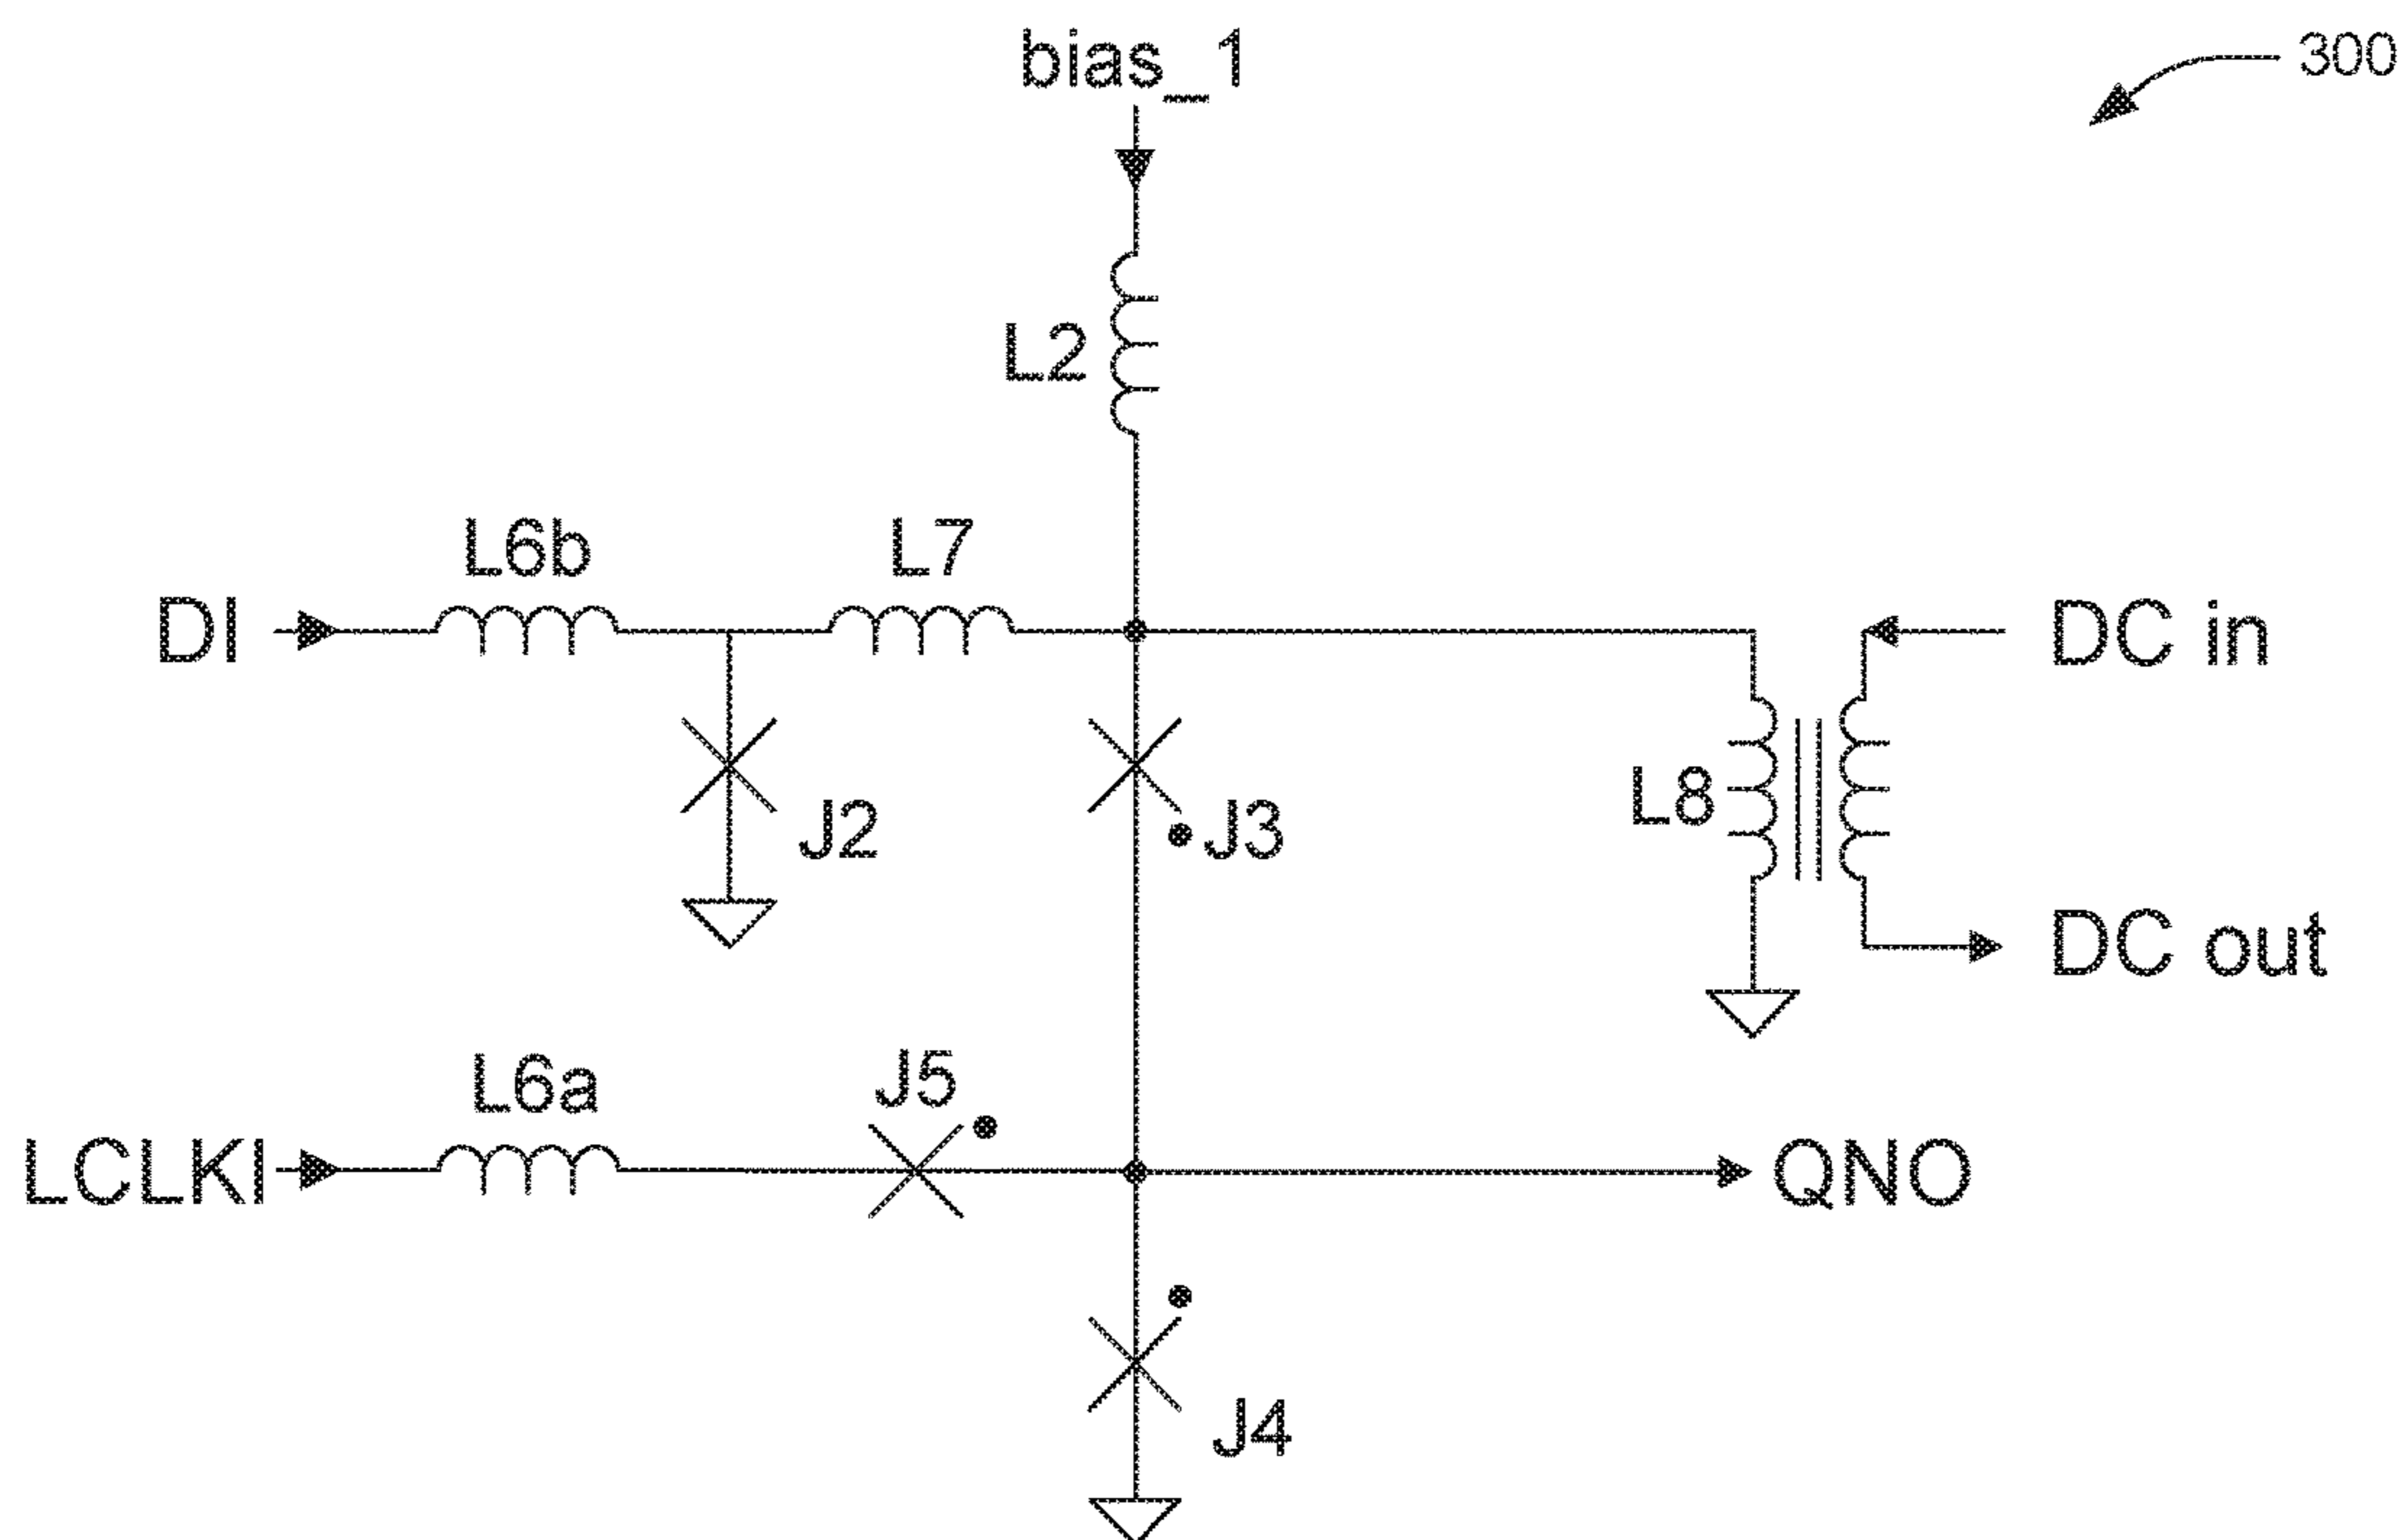 bias_1
300
L2
L6b
L7
DI
DC in
L8
J2
J3
DC out
L6a
J5
LCLKI
QNO
J4